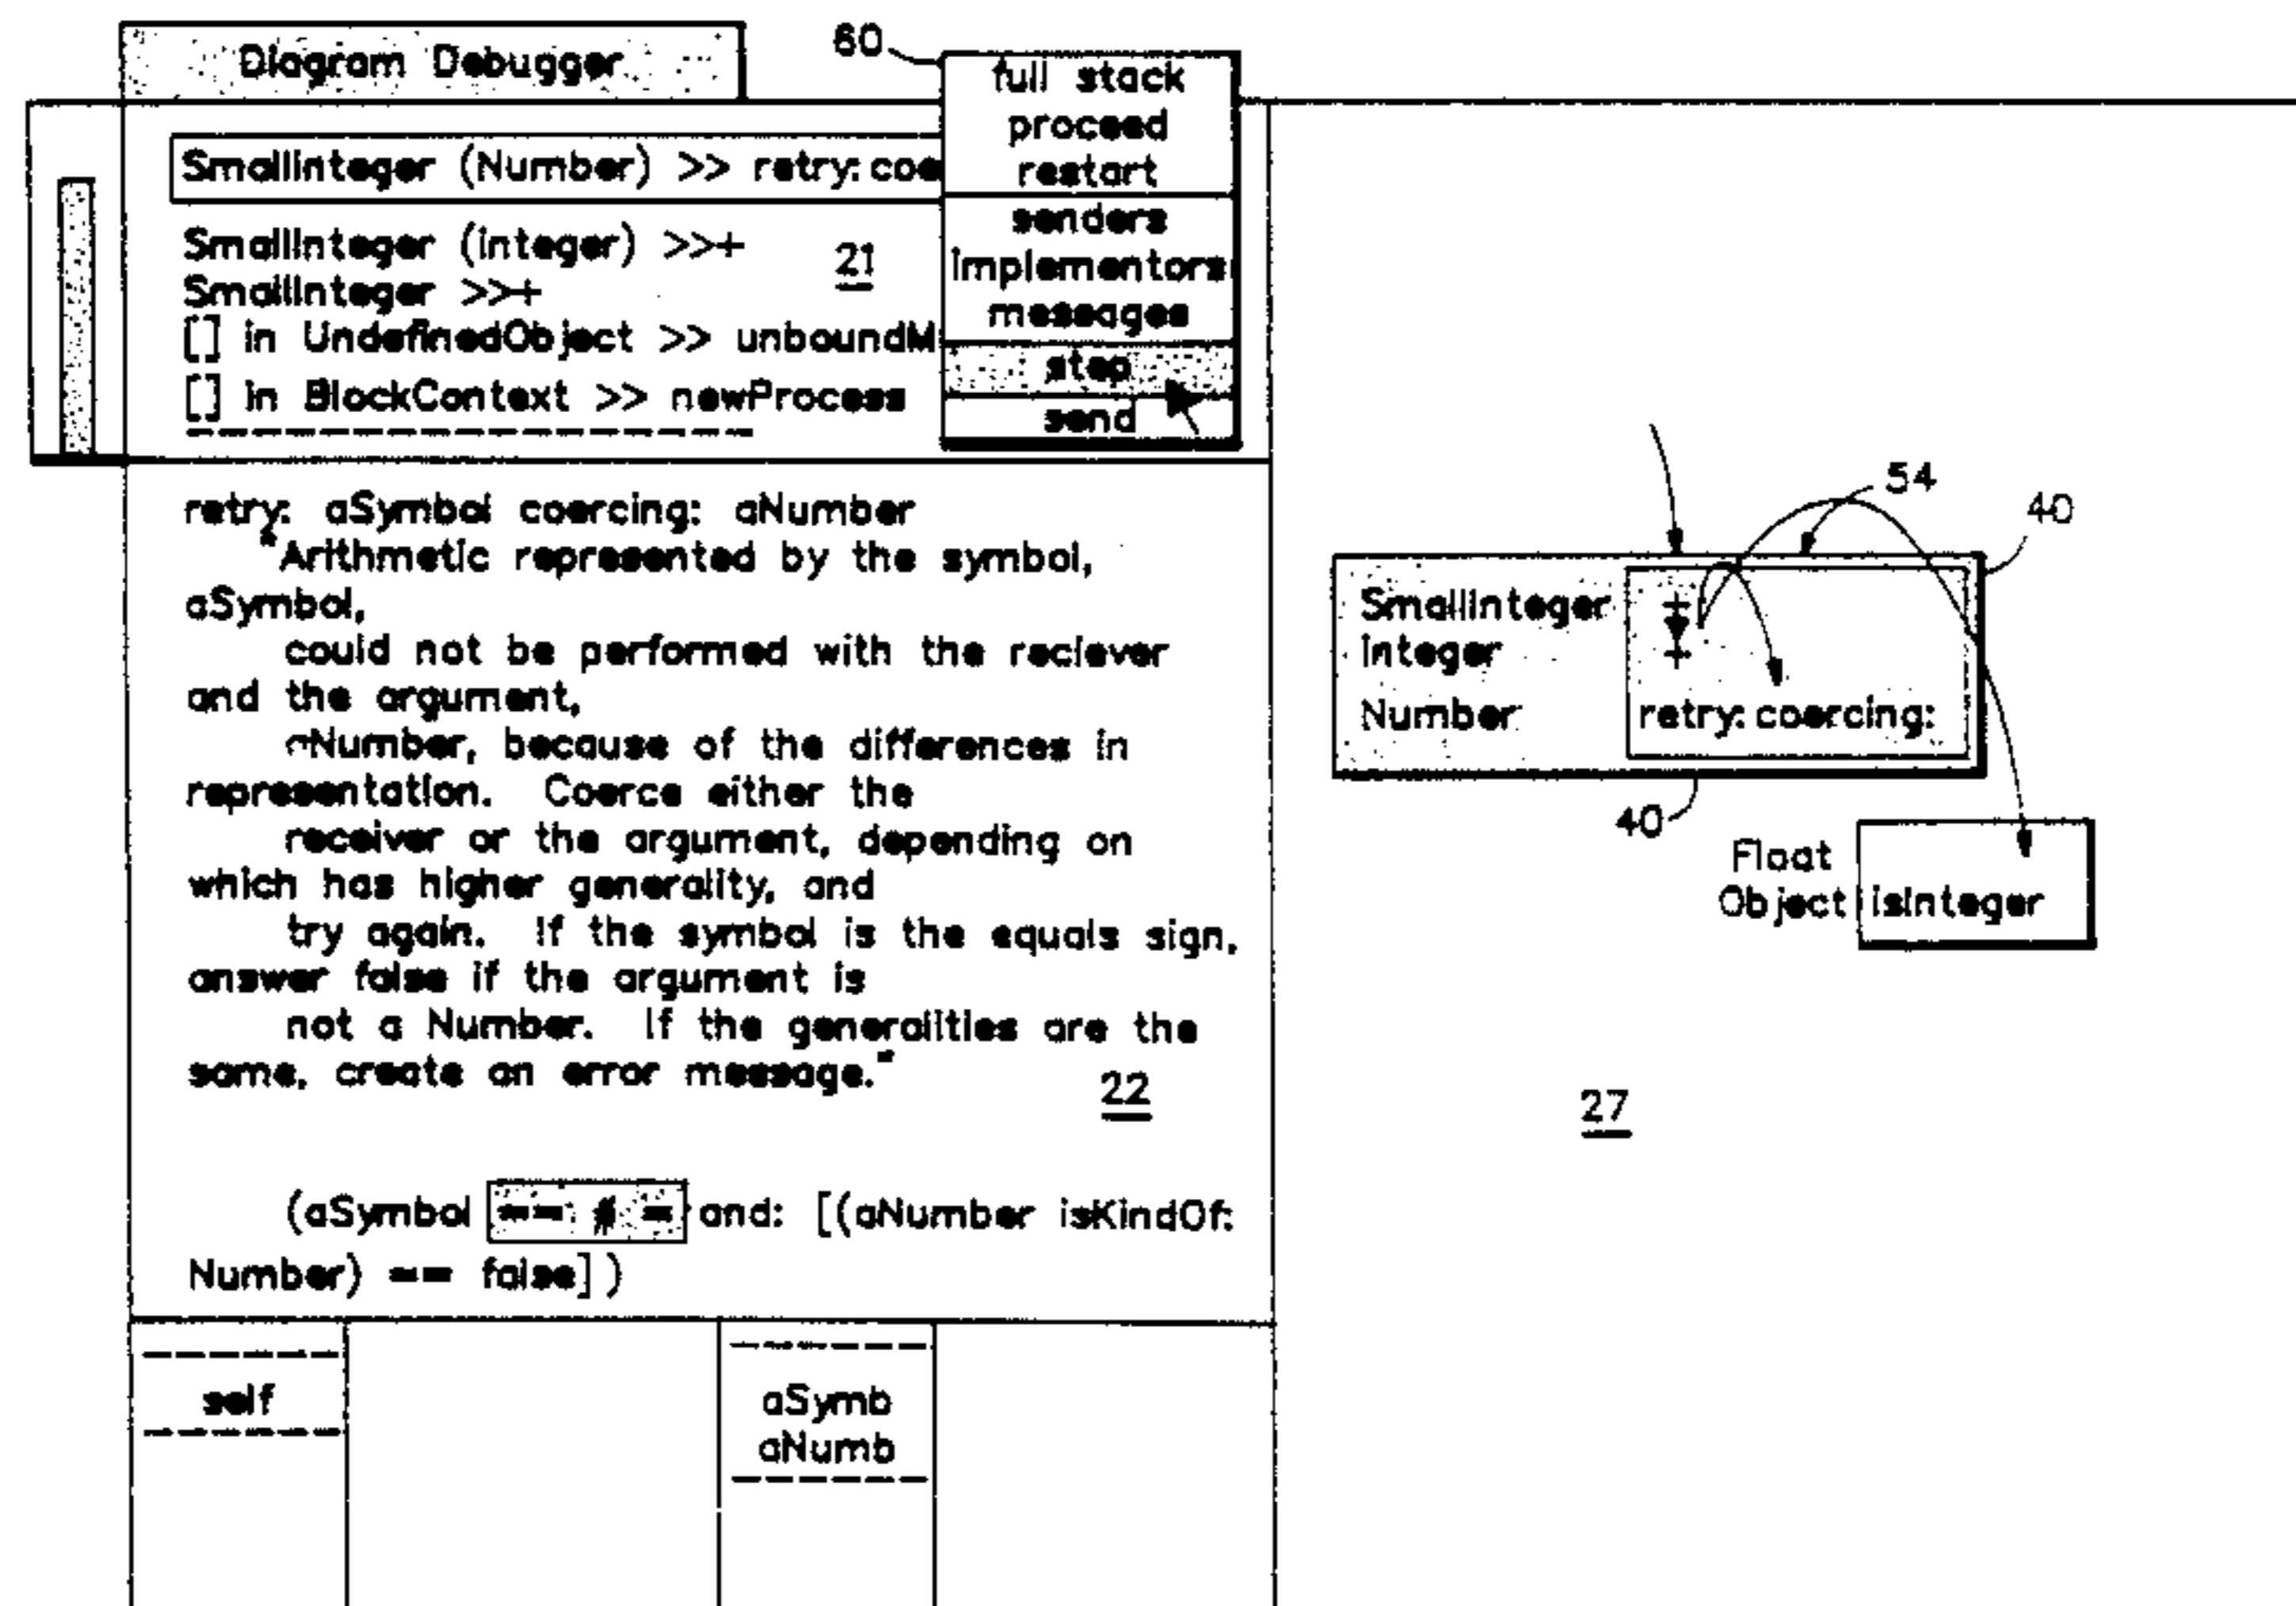 Diagram Debugger
60
full stack
proceed
restart
senders
implementors
messages
step
send
SmallInteger (Number) >> retry: coe
SmallInteger (Integer) >>+
21
SmallInteger >>+
[] in UndefinedObject >> unboundM
[] in BlockContext >> newProcess
retry: aSymbol coercing: aNumber
"Arithmetic represented by the symbol,
aSymbol,
could not be performed with the reciever
and the argument,
aNumber, because of the differences in
representation. Coerce either the
receiver or the argument, depending on
which has higher generality, and
try again. If the symbol is the equals sign,
answer false if the argument is
not a Number. If the generalities are the
same, create an error message."
22
(aSymbol == # = and: [(aNumber isKindOf:
Number) == false])
self
aSymb
aNumb
54
40
SmallInteger +
Integer +
Number retry: coercing:
40
Float
Object isInteger
27